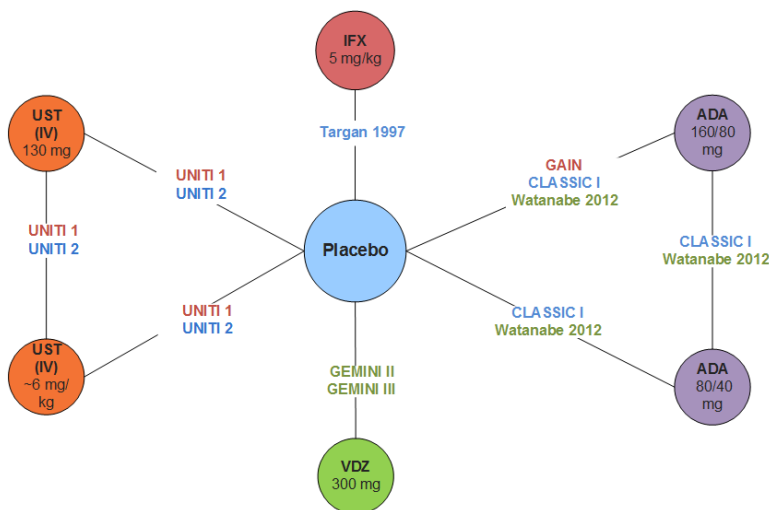 IFX
5 mg/kg
UST
(IV)
130 mg
ADA
160/80
mg
Targan 1997
UNITI 1
UNITI 2
GAIN
CLASSIC I
Watanabe 2012
UNITI 1
UNITI 2
Placebo
CLASSIC I
Watanabe 2012
UNITI 1
UNITI 2
CLASSIC I
Watanabe 2012
UST
(IV)
~6 mg/
kg
GEMINI II
GEMINI III
ADA
80/40
mg
VDZ
300 mg